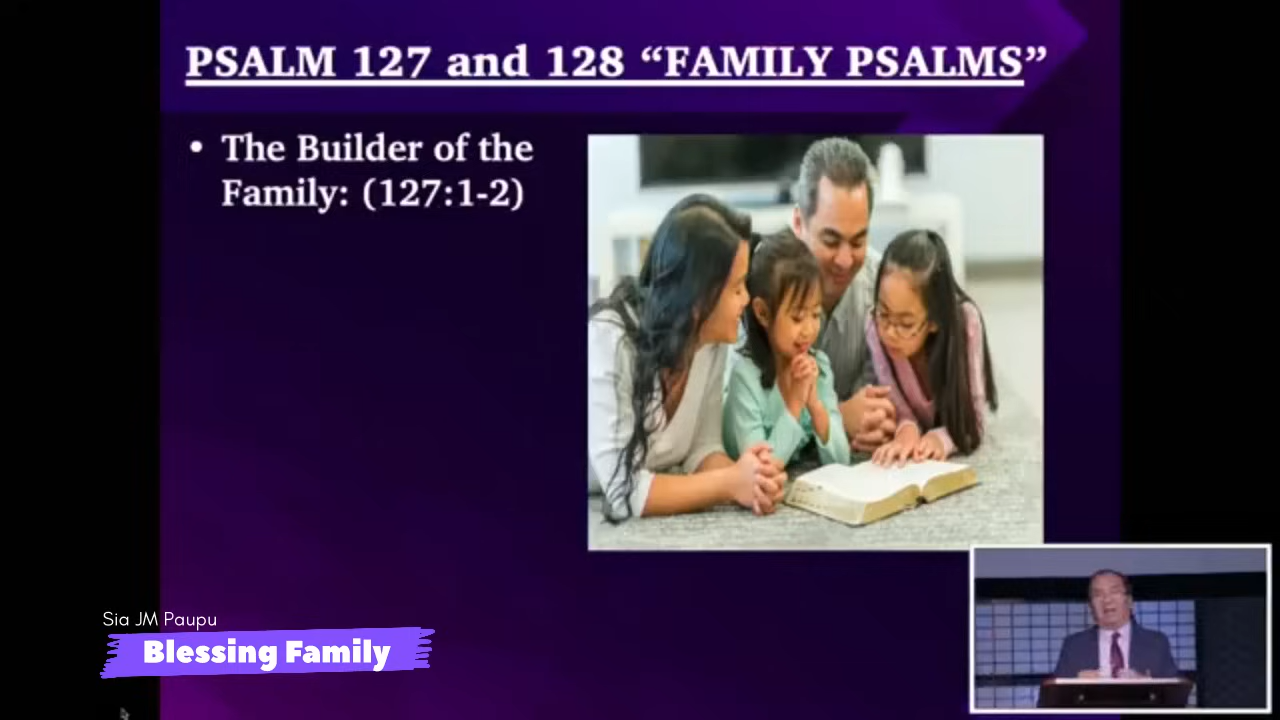 PSALM 127 and 128 “FAMILY PSALMS”
• The Builder of the
Family: (127:1-2)
Sia JM Paupu
Blessing Family